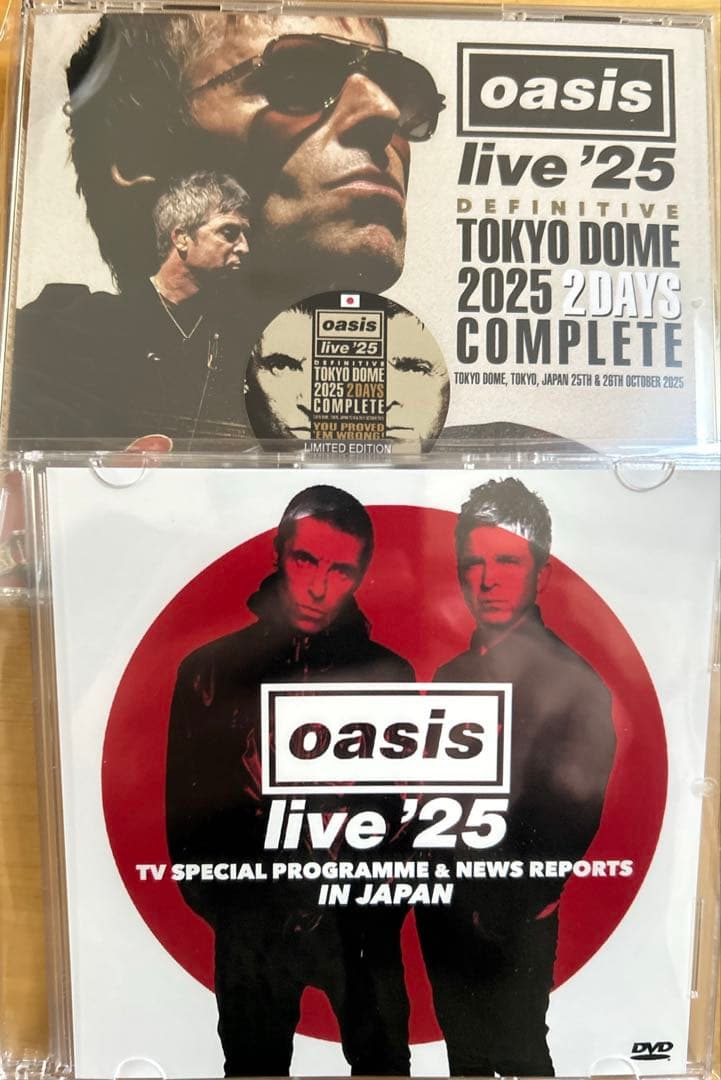 oasis
live '25
DEFINITIVE
TOKYO DOME
2025 2DAYS
COMPLETE
TOKYO DOME, TOKYO, JAPAN 25TH & 26TH OCTOBER 2025
oasis
live '25
DEFINITIVE
TOKYO DOME
2025 2DAYS
COMPLETE
YOU PROVED
'EM WRONG!
LIMITED EDITION
oasis
live '25
TV SPECIAL PROGRAMME & NEWS REPORTS
IN JAPAN
DVD